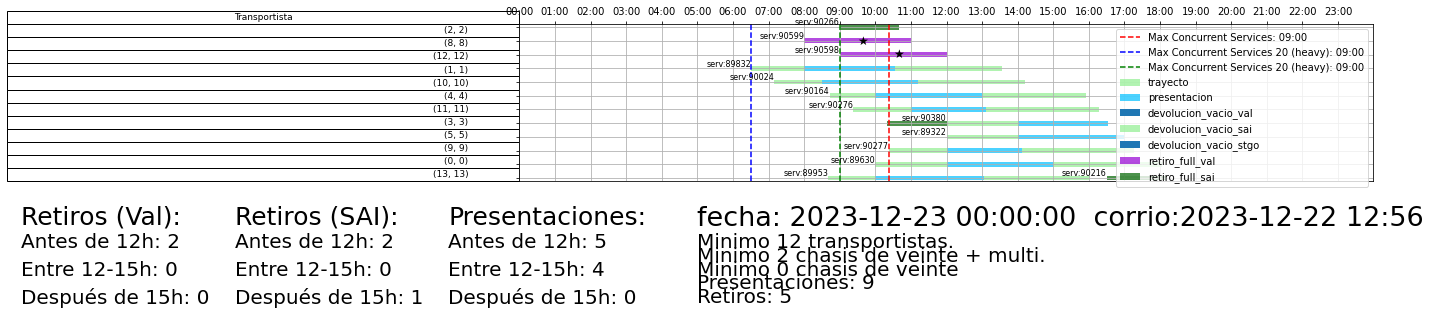 Transportista
00:00 01:00 02:00 03:00 04:00 05:00 06:00 07:00 08:00 09:00 10:00 11:00 12:00 13:00 14:00 15:00 16:00 17:00 18:00 19:00 20:00 21:00 22:00 23:00
(2, 2)
serv:90266
(8, 8)
serv:90599
(12, 12)
serv:90598
(1, 1)
serv:89832
(10, 10)
serv:90024
(4, 4)
serv:90164
(11, 11)
serv:90276
(3, 3)
serv:90380
(5, 5)
serv:89322
(9, 9)
serv:90277
(0, 0)
serv:89630
(13, 13)
serv:89953
serv:90216
Max Concurrent Services: 09:00
Max Concurrent Services 20 (heavy): 09:00
Max Concurrent Services 20 (heavy): 09:00
trayecto
presentacion
devolucion_vacio_val
devolucion_vacio_sai
devolucion_vacio_stgo
retiro_full_val
retiro_full_sai
Retiros (Val):
Antes de 12h: 2
Entre 12-15h: 0
Después de 15h: 0
Retiros (SAI):
Antes de 12h: 2
Entre 12-15h: 0
Después de 15h: 1
Presentaciones:
Antes de 12h: 5
Entre 12-15h: 4
Después de 15h: 0
fecha: 2023-12-23 00:00:00  corrio:2023-12-22 12:56
Minimo 12 transportistas.
Minimo 2 chasis de veinte + multi.
Minimo 0 chasis de veinte
Presentaciones: 9
Retiros: 5